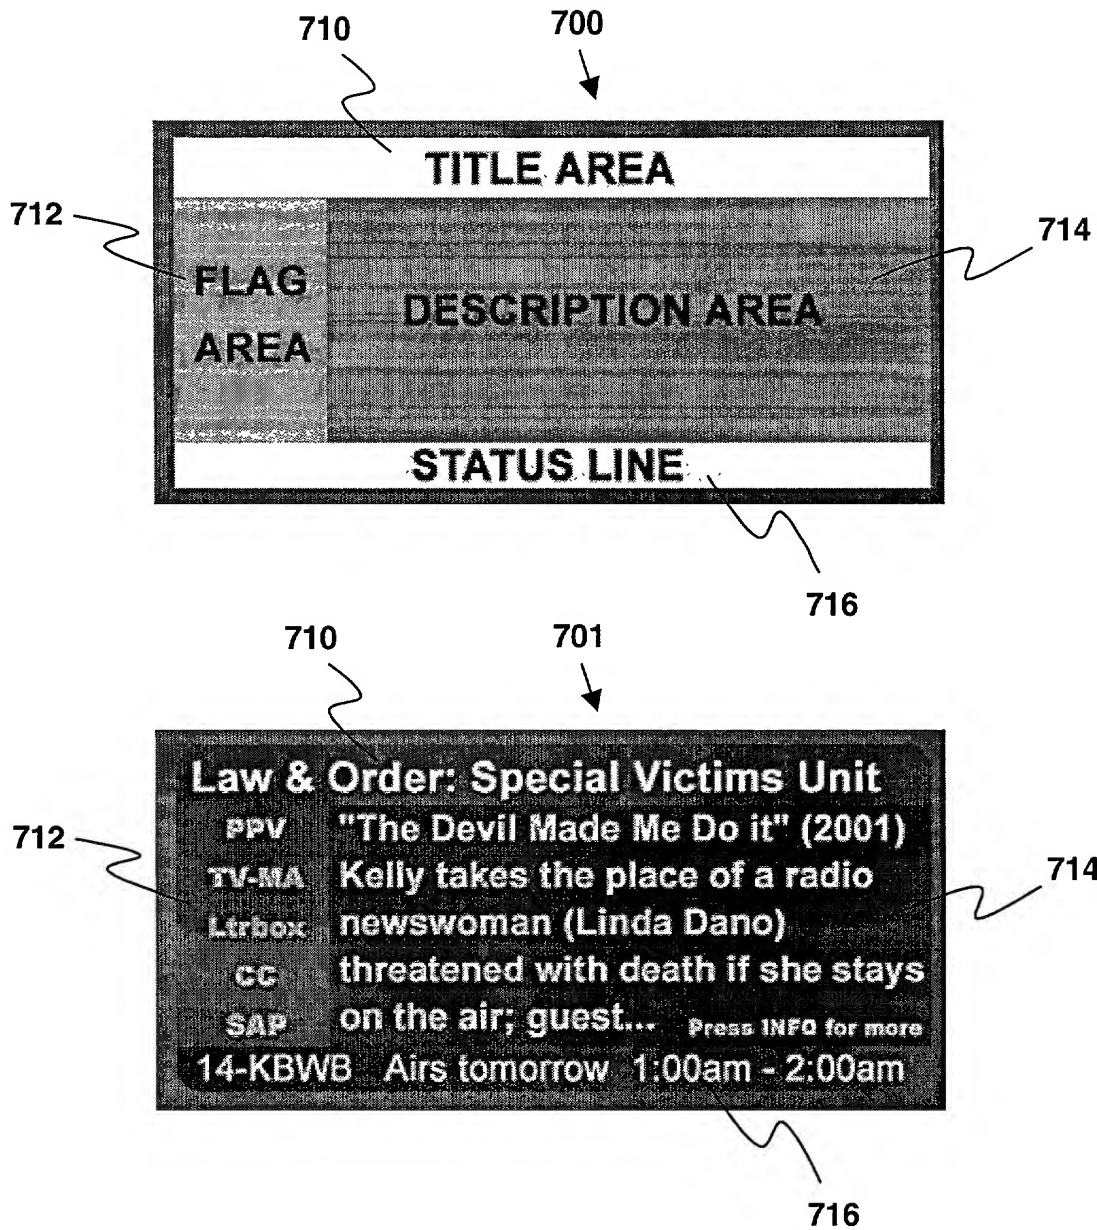 710
700
TITLE AREA
712
714
FLAG
AREA
DESCRIPTION AREA
STATUS LINE
716
710
701
Law & Order: Special Victims Unit
712
714
PPV
"The Devil Made Me Do it" (2001)
TV-MA
Kelly takes the place of a radio
Ltrbox
newswoman (Linda Dano)
CC
threatened with death if she stays
SAP
on the air; guest...
Press INFO for more
14-KBWB Airs tomorrow 1:00am - 2:00am
716